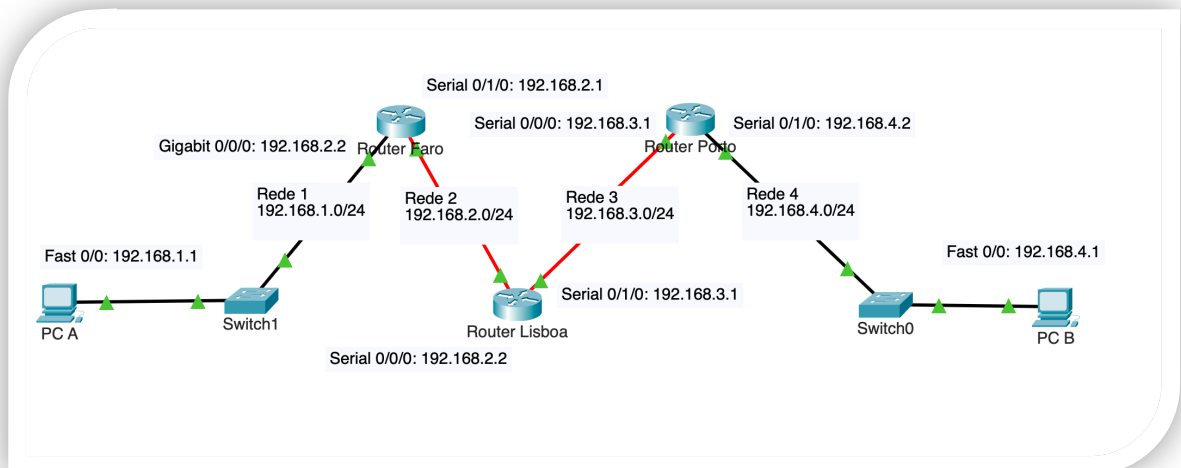 Serial 0/1/0: 192.168.2.1
Serial 0/0/0: 192.168.3.1
Serial 0/1/0: 192.168.4.2
Gigabit 0/0/0: 192.168.2.2
Router Faro
Router Porto
Rede 1
192.168.1.0/24
Rede 2
192.168.2.0/24
Rede 3
192.168.3.0/24
Rede 4
192.168.4.0/24
Fast 0/0: 192.168.1.1
Fast 0/0: 192.168.4.1
Serial 0/1/0: 192.168.3.1
PC A
Switch1
Router Lisboa
Switch0
PC B
Serial 0/0/0: 192.168.2.2